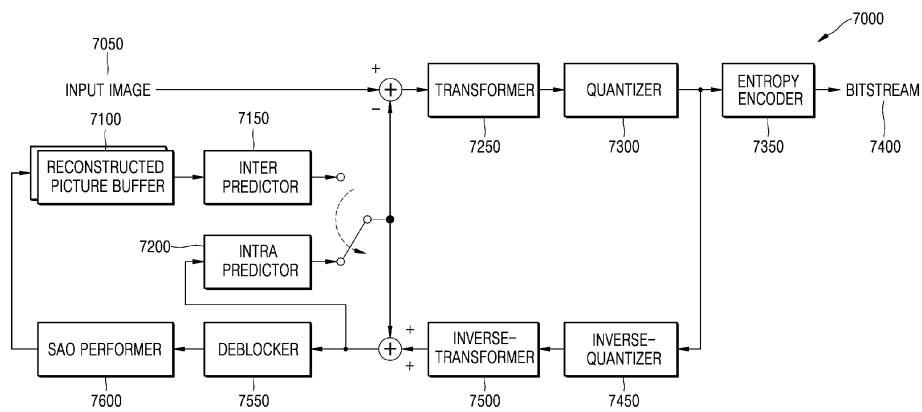 7000
7050
INPUT IMAGE
+
−
TRANSFORMER
7250
QUANTIZER
7300
ENTROPY
ENCODER
7350
BITSTREAM
7400
7100
RECONSTRUCTED
PICTURE BUFFER
7150
INTER
PREDICTOR
7200
INTRA
PREDICTOR
SAO PERFORMER
7600
DEBLOCKER
7550
+
+
INVERSE-
TRANSFORMER
7500
INVERSE-
QUANTIZER
7450